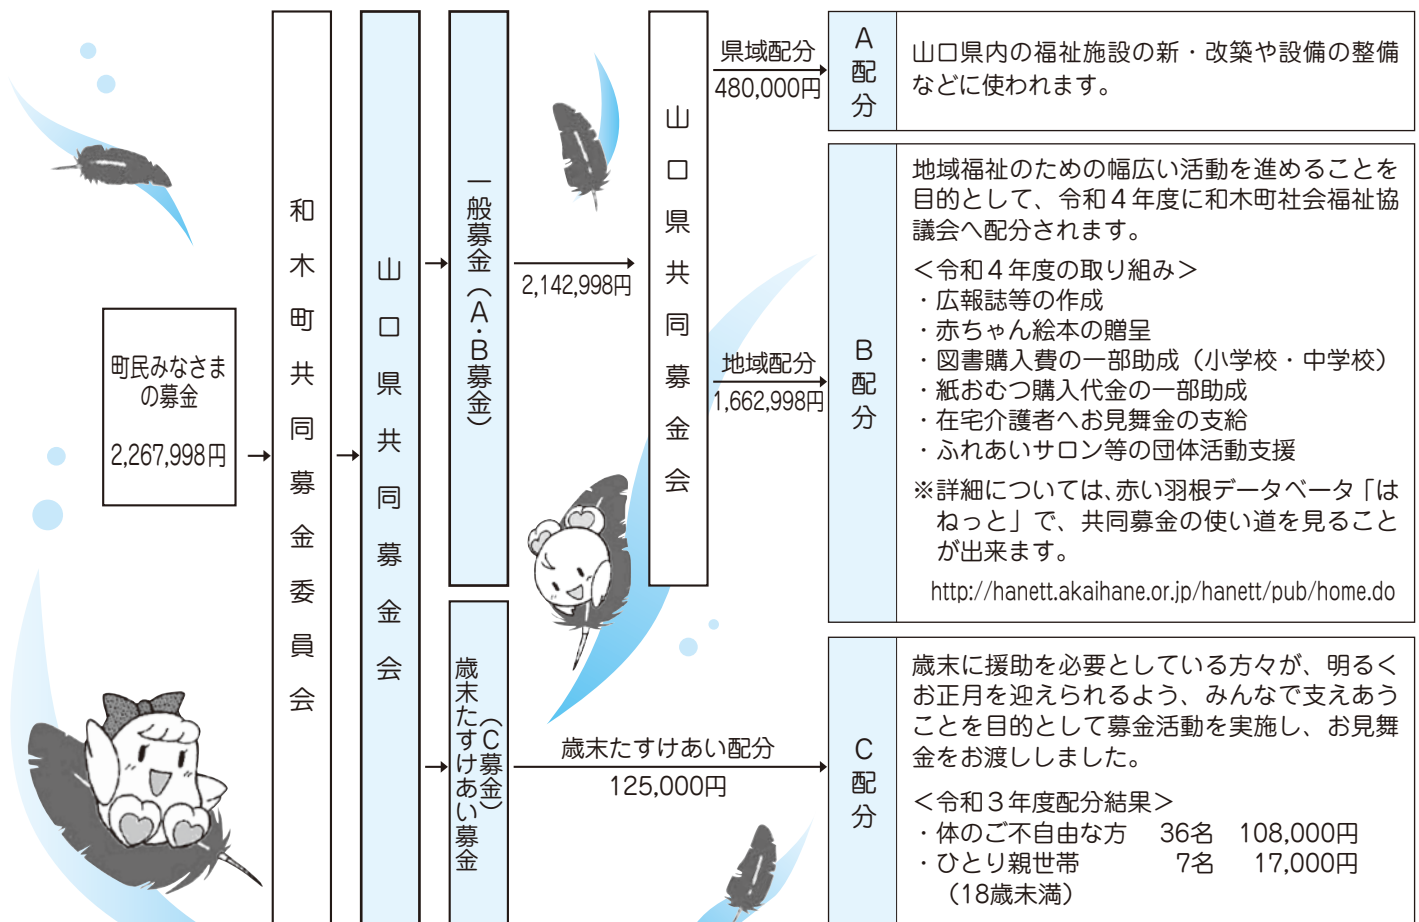 町民みなさま
の募金
2,267,998円
和木町共同募金委員会
山口県共同募金会
一般募金（A・B募金）
2,142,998円
山口県共同募金会
県域配分
480,000円
A配分
山口県内の福祉施設の新・改築や設備の整備
などに使われます。
地域配分
1,662,998円
B配分
地域福祉のための幅広い活動を進めることを
目的として、令和４年度に和木町社会福祉協
議会へ配分されます。
＜令和４年度の取り組み＞
・広報誌等の作成
・赤ちゃん絵本の贈呈
・図書購入費の一部助成（小学校・中学校）
・紙おむつ購入代金の一部助成
・在宅介護者へお見舞金の支給
・ふれあいサロン等の団体活動支援
※詳細については、赤い羽根データベータ「は
ねっと」で、共同募金の使い道を見ること
が出来ます。
http://hanett.akaihane.or.jp/hanett/pub/home.do
歳末たすけあい募金
（C募金）
歳末たすけあい配分
125,000円
C配分
歳末に援助を必要としている方々が、明るく
お正月を迎えられるよう、みんなで支えあう
ことを目的として募金活動を実施し、お見舞
金をお渡ししました。
＜令和３年度配分結果＞
・体のご不自由な方　36名　108,000円
・ひとり親世帯　7名　17,000円
（18歳未満）